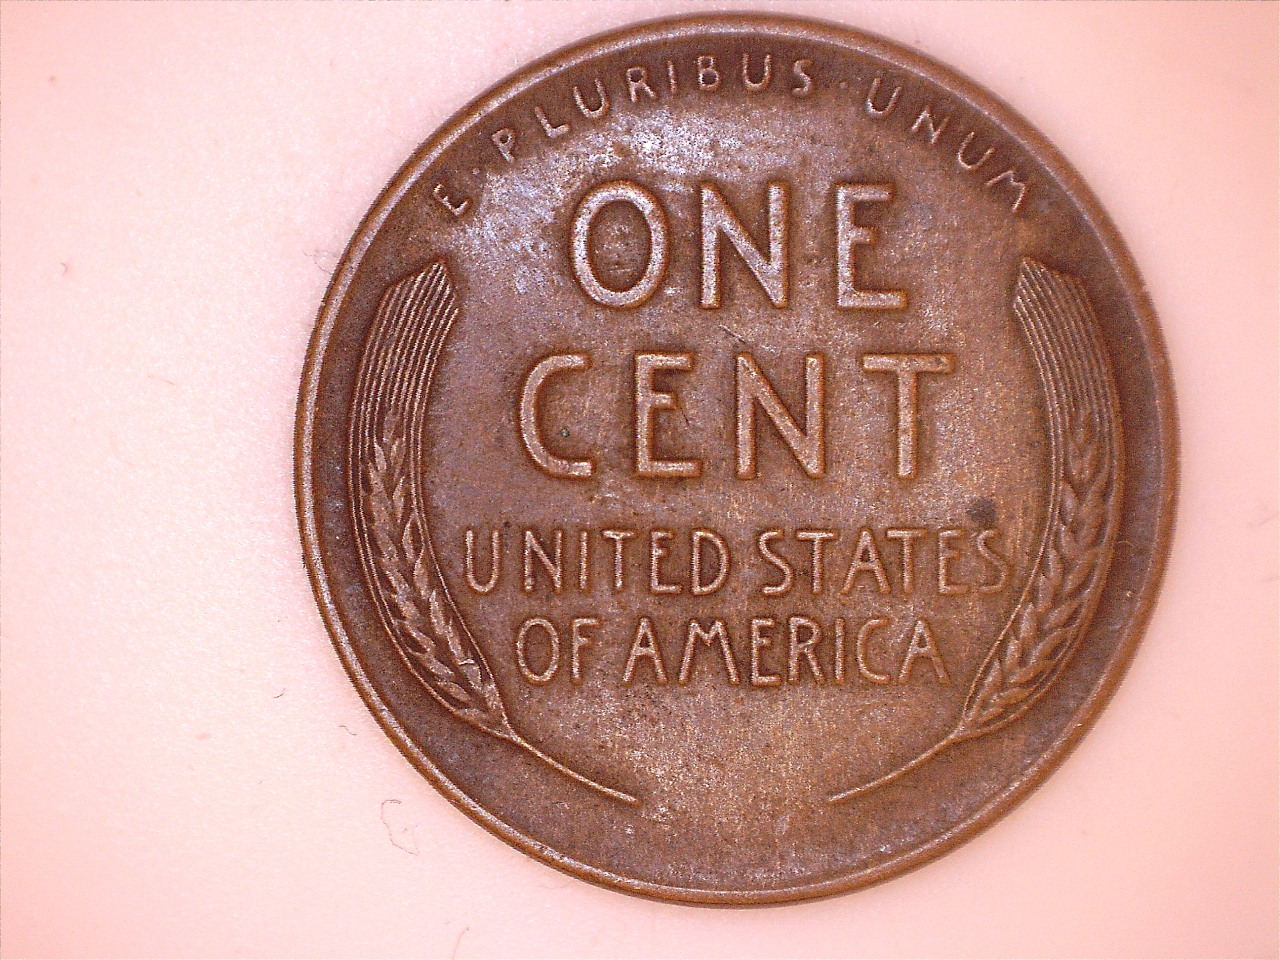 E·PLURIBUS·UNUM
ONE
CENT
UNITED STATES
OF AMERICA